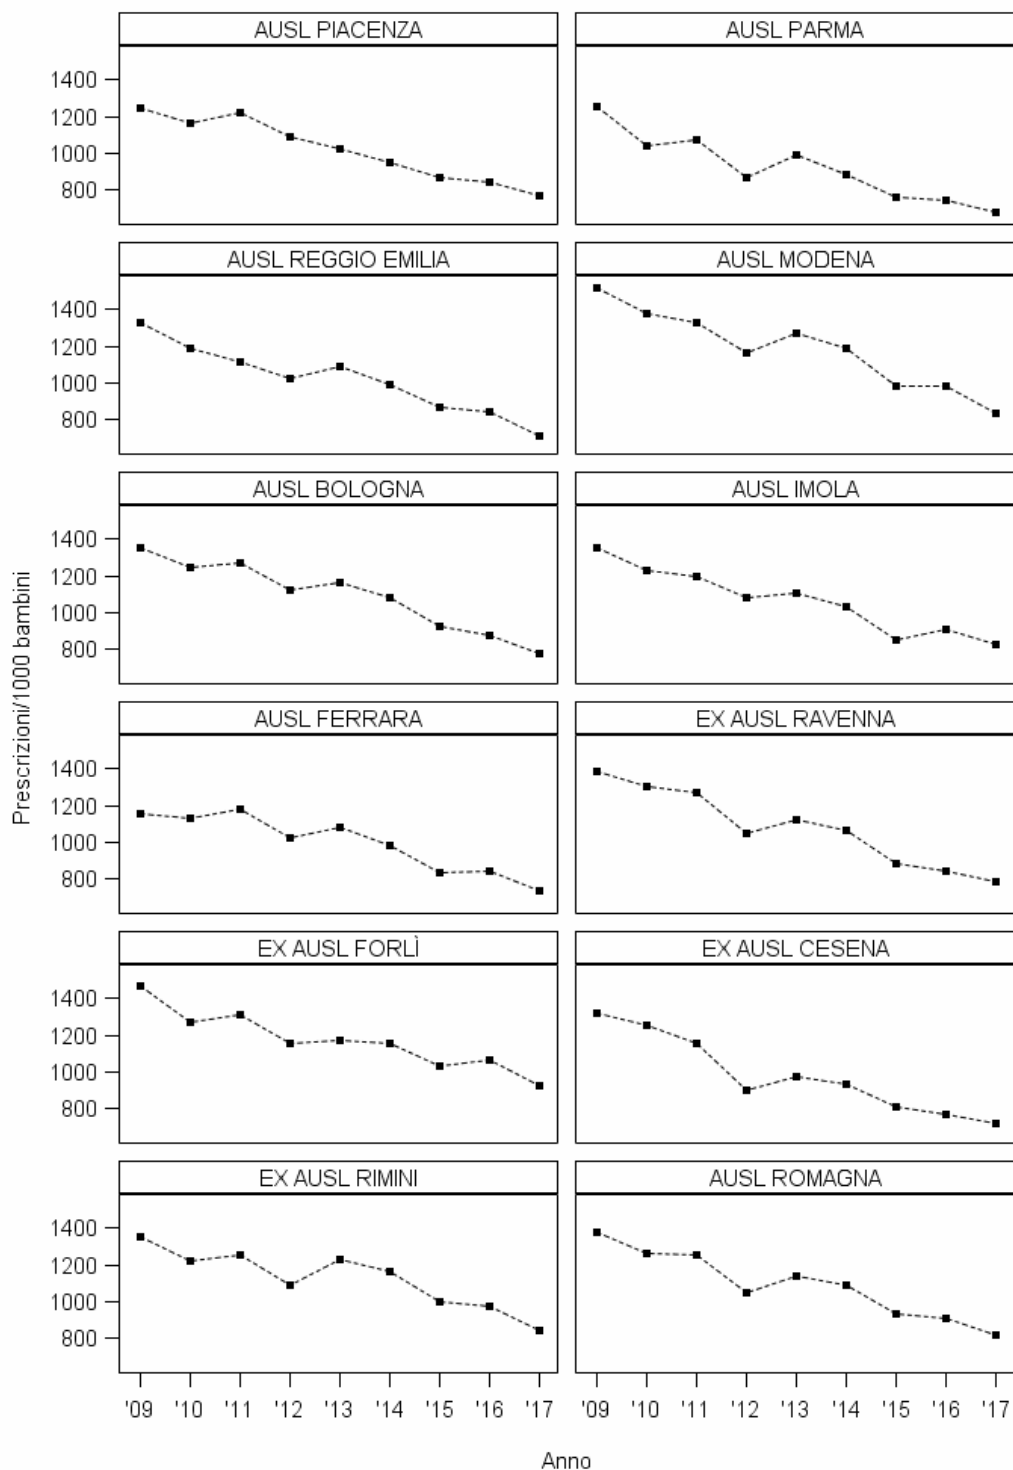 AUSL PIACENZA
AUSL PARMA
1400
1200
1000
800
AUSL REGGIO EMILIA
AUSL MODENA
1400
1200
1000
800
AUSL BOLOGNA
AUSL IMOLA
1400
1200
1000
800
Prescrizioni/1000 bambini
AUSL FERRARA
EX AUSL RAVENNA
1400
1200
1000
800
EX AUSL FORLÌ
EX AUSL CESENA
1400
1200
1000
800
EX AUSL RIMINI
AUSL ROMAGNA
1400
1200
1000
800
'09 '10 '11 '12 '13 '14 '15 '16 '17
'09 '10 '11 '12 '13 '14 '15 '16 '17
Anno